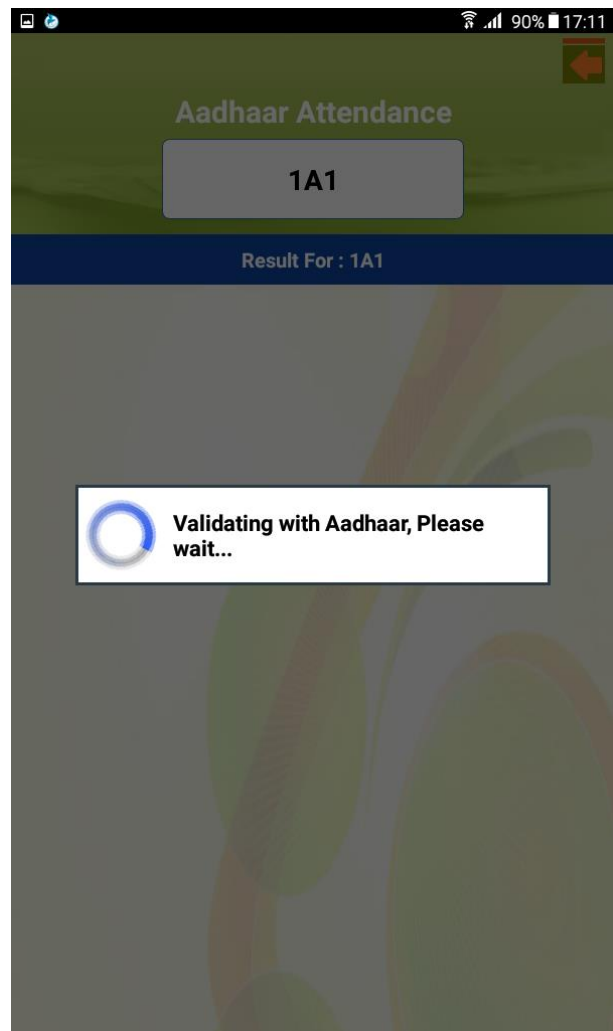 90% 17:11
Aadhaar Attendance
1A1
Result For : 1A1
Validating with Aadhaar, Please
wait...